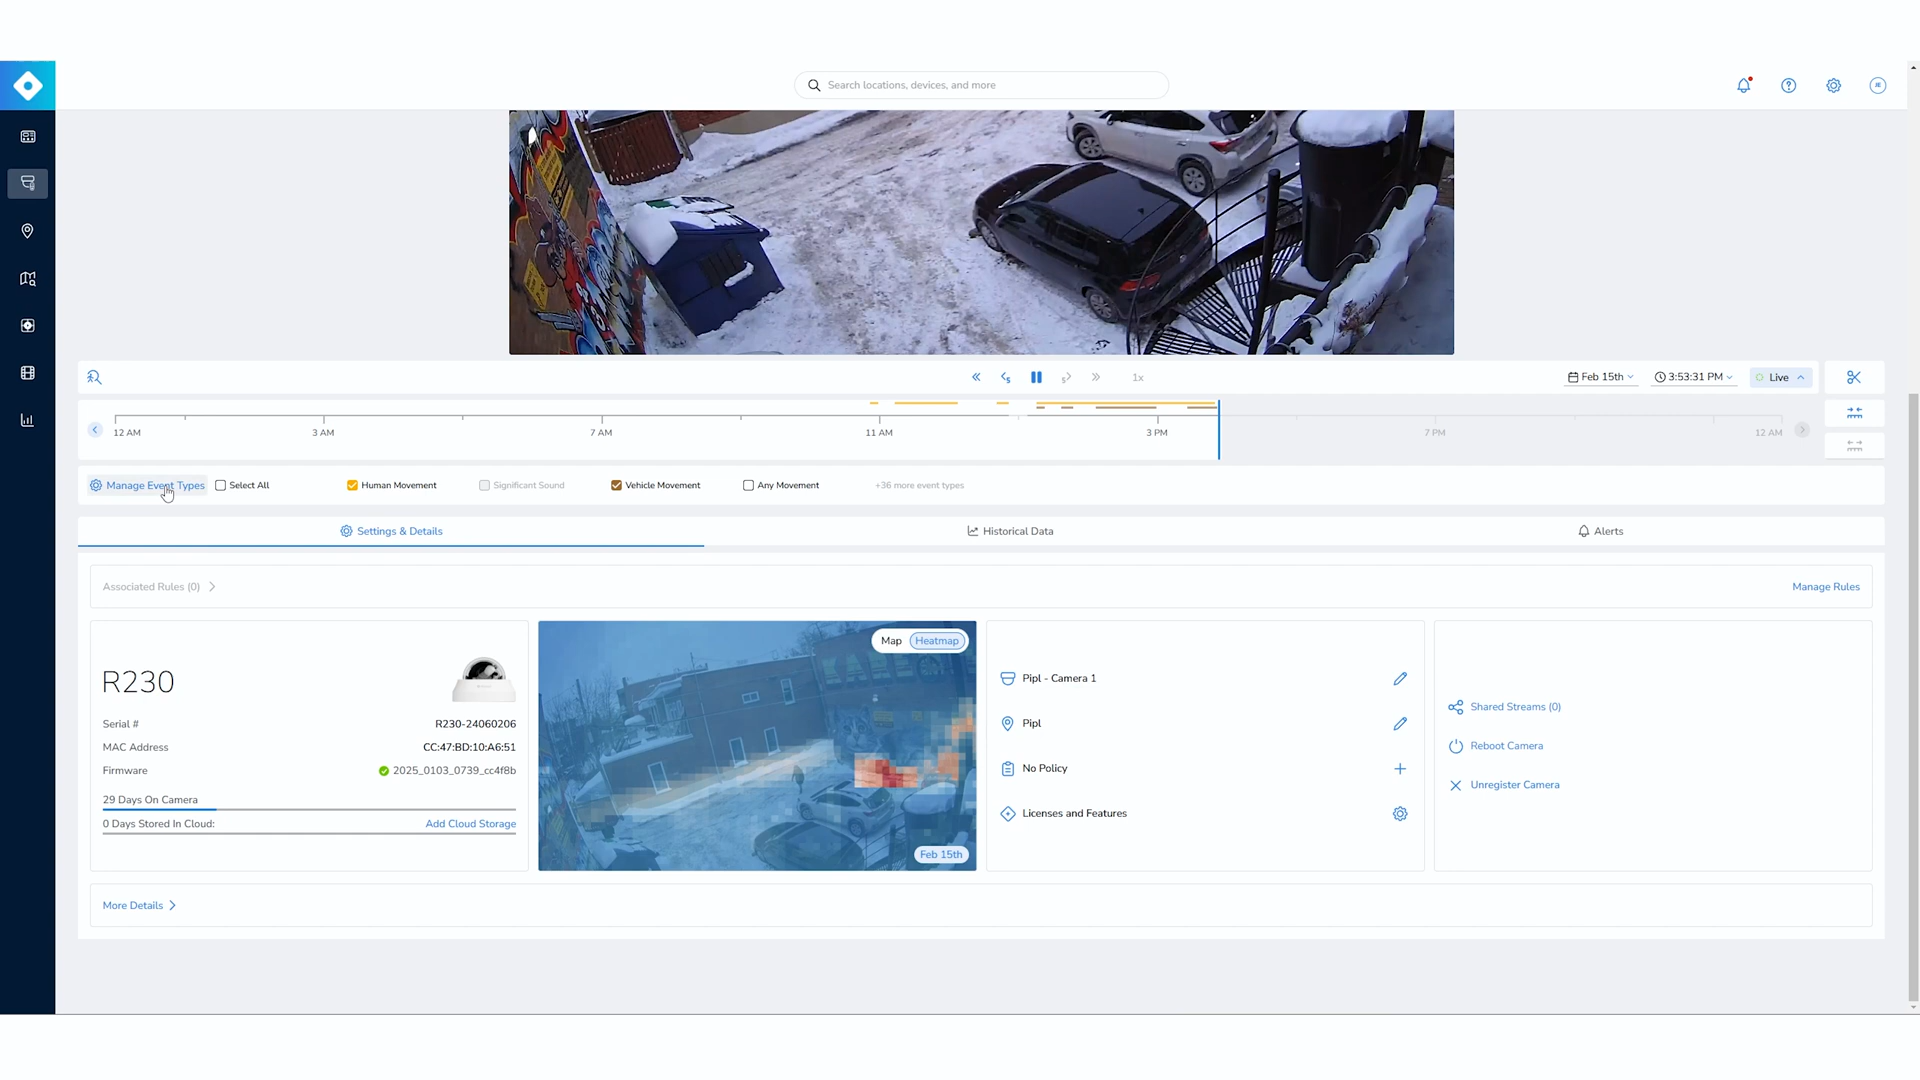 Search locations, devices, and more
1x
Feb 15th
3:53:31 PM
Live
12 AM
3 AM
7 AM
11 AM
3 PM
7 PM
12 AM
Manage Event Types
Select All
Human Movement
Significant Sound
Vehicle Movement
Any Movement
+36 more event types
Settings & Details
Historical Data
Alerts
Associated Rules (0)
Manage Rules
R230
Serial #
R230-24060206
MAC Address
CC:47:BD:10:A6:51
Firmware
2025_0103_0739_cc4f8b
29 Days On Camera
0 Days Stored In Cloud:
Add Cloud Storage
Map
Heatmap
Feb 15th
Pipl - Camera 1
Pipl
No Policy
Licenses and Features
Shared Streams (0)
Reboot Camera
Unregister Camera
More Details